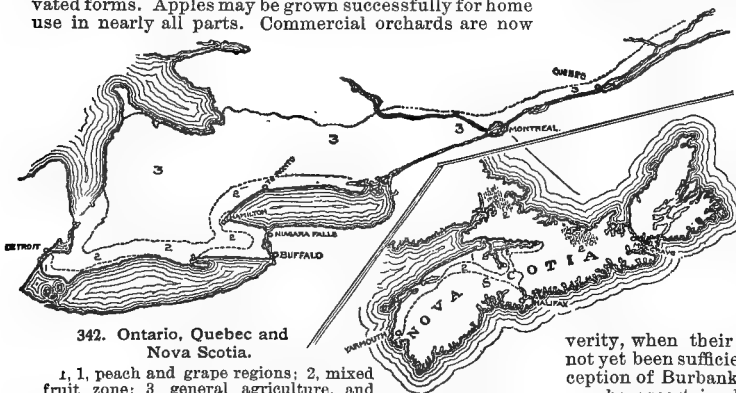 vated forms. Apples may be grown successfully for home
use in nearly all parts. Commercial orchards are now
QUEBEC
3
3
3
3
MONTREAL.
TORONTO
2
HAMILTON
2
NIAGARA FALLS
DETROIT
2
2
BUFFALO
NOVA SCOTIA
2
HALIFAX
YARMOUTH
342. Ontario, Quebec and
Nova Scotia.
1, 1, peach and grape regions; 2, mixed
fruit zone; 3, general agriculture, and
verity, when their
not yet been sufficie
ception of Burbank